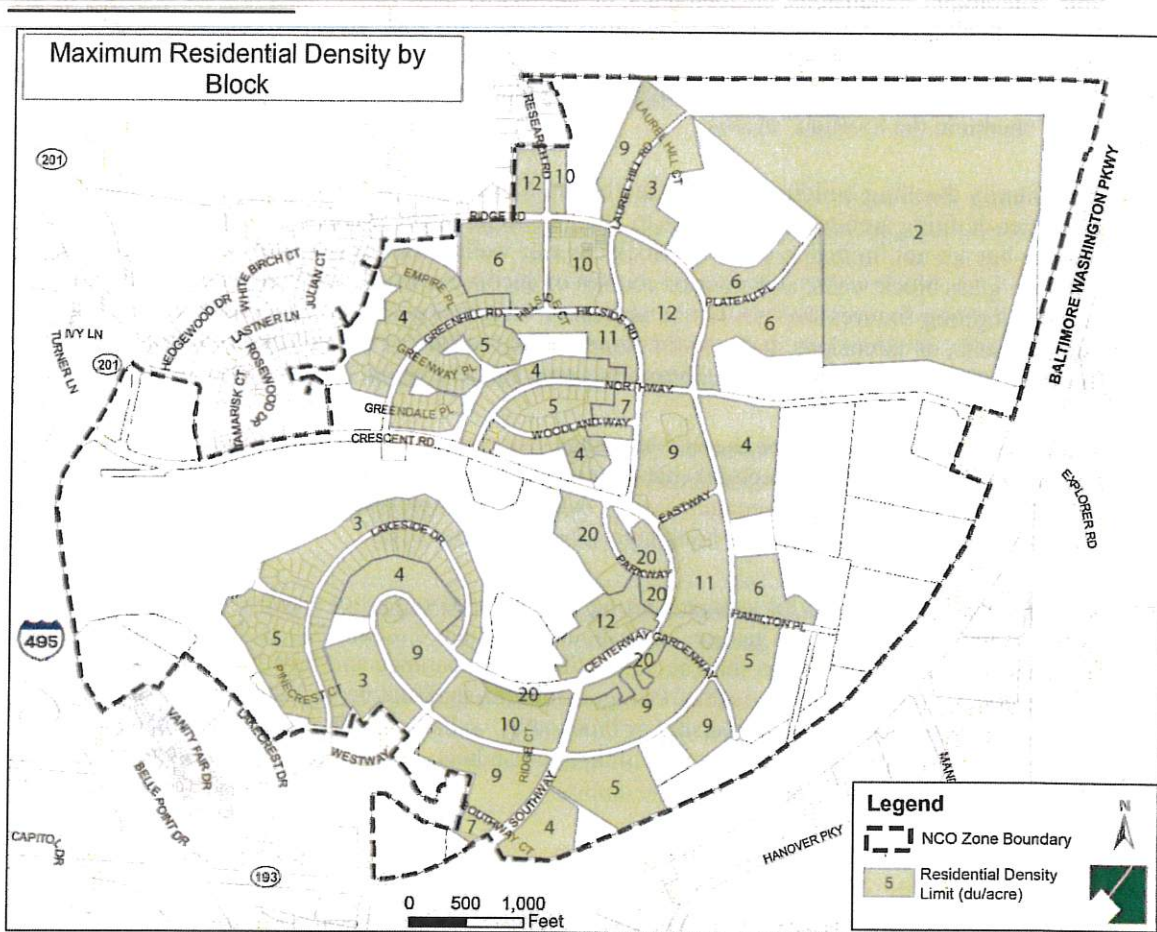 Maximum Residential Density by
Block
RESEARCH RD
LAUREL HILL CT
9
LAUREL HILL RD
201
12
10
3
RIDGE RD
2
BALTIMORE WASHINGTON PKWY
WHITE BIRCH CT
JULIAN CT
6
10
EMPIRE PL
6
PLATEAU PL
HEDGEWOOD DR
4
GREENHILL RD
HILLSIDE CT
HILLSIDE RD
12
6
IVY LN
LASTNER LN
11
TURNER LN
201
ROSEWOOD DR
5
GREENWAY PL
4
TAMARISK CT
NORTHWAY
GREENDALE PL
5
7
WOODLAND WAY
CRESCENT RD
4
9
4
EXPLORER RD
EASTWAY
3
LAKESIDE DR
20
20
PARKWAY
4
20
11
6
HAMILTON PL
495
12
5
9
CENTERWAY
GARDENWAY
20
5
PINECREST CT
3
20
10
9
9
VANITY FAIR DR
LAKECREST DR
RIDGE CT
WESTWAY
BELLE POINT DR
9
SOUTHWAY
5
7
4
OUTHWAY CT
CAPITOL DR
193
HANOVER PKY
0 500 1,000
Feet
Legend
NCO Zone Boundary
5
Residential Density
Limit (du/acre)
N